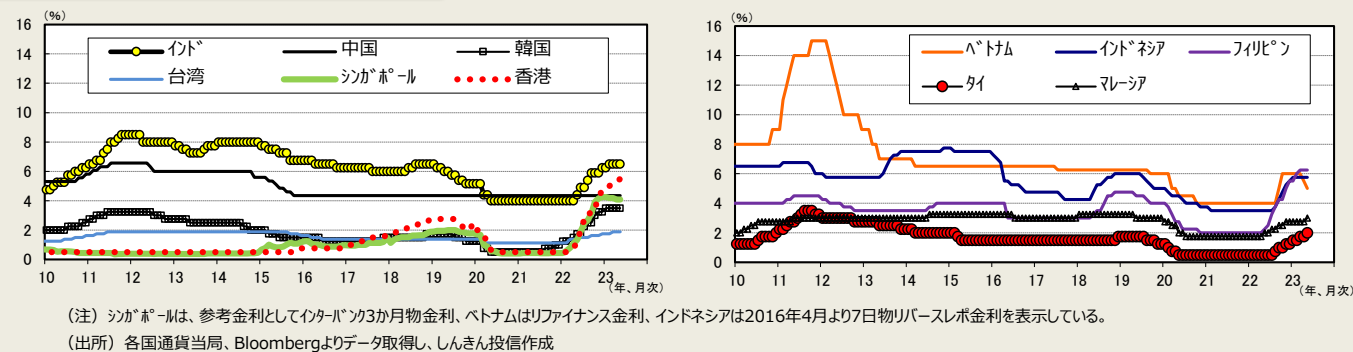 (%)
16
14
12
10
8
6
4
2
0
インド
中国
韓国
台湾
シンガポール
香港
10 11 12 13 14 15 16 17 18 19 20 21 22 23
(年、月次)
(%)
16
14
12
10
8
6
4
2
0
ベトナム
インドネシア
フィリピン
タイ
マレーシア
10 11 12 13 14 15 16 17 18 19 20 21 22 23
(年、月次)
（注）シンガポールは、参考金利としてインターバンク3か月物金利、ベトナムはリファイナンス金利、インドネシアは2016年4月より7日物リバースレポ金利を表示している。
（出所）各国通貨当局、Bloombergよりデータ取得し、しんきん投信作成